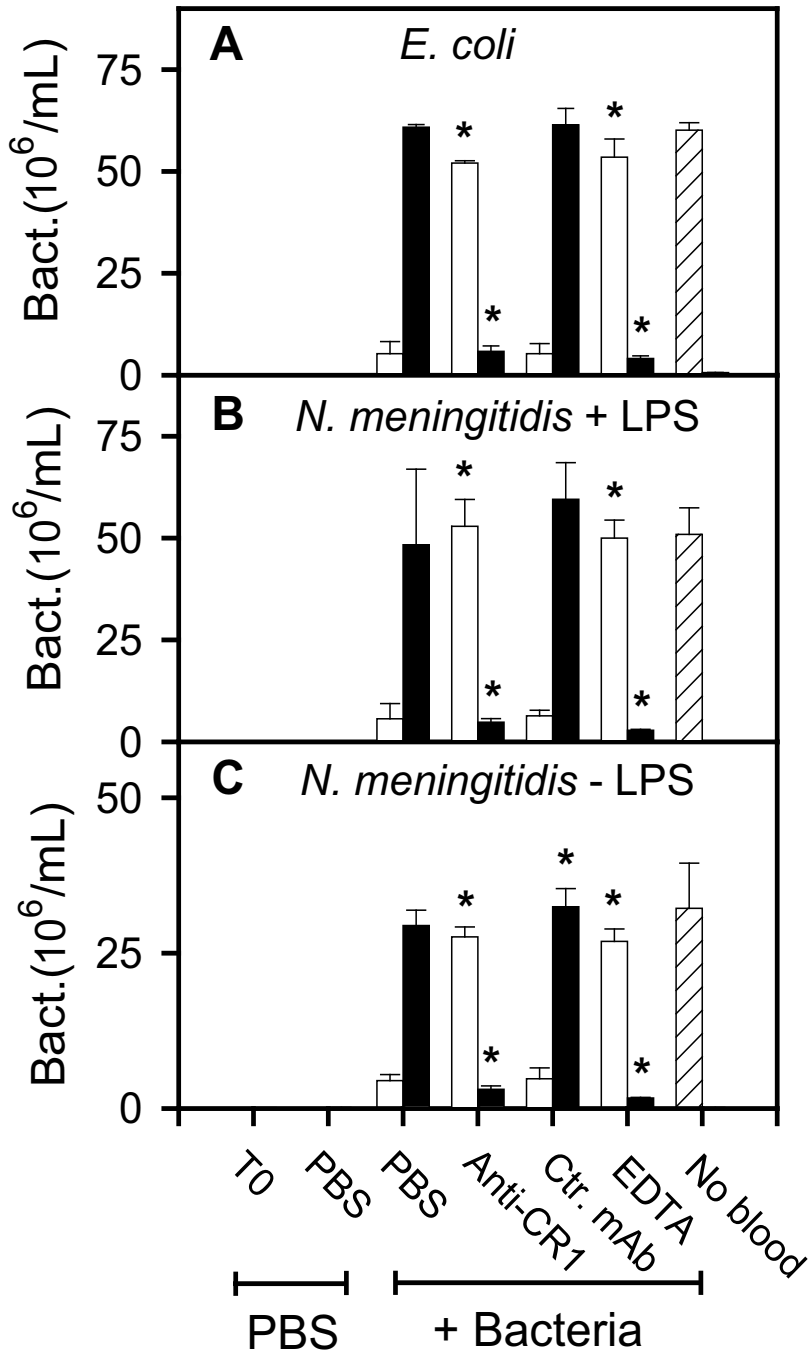 A E. coli
Bact.(10⁶/mL)
75
50
25
0
* * * *
B N. meningitidis + LPS
Bact.(10⁶/mL)
75
50
25
0
* * * *
C N. meningitidis - LPS
Bact.(10⁶/mL)
50
25
0
* * * * *
T0 PBS PBS Anti-CR1 Ctr. mAb EDTA No blood
PBS + Bacteria